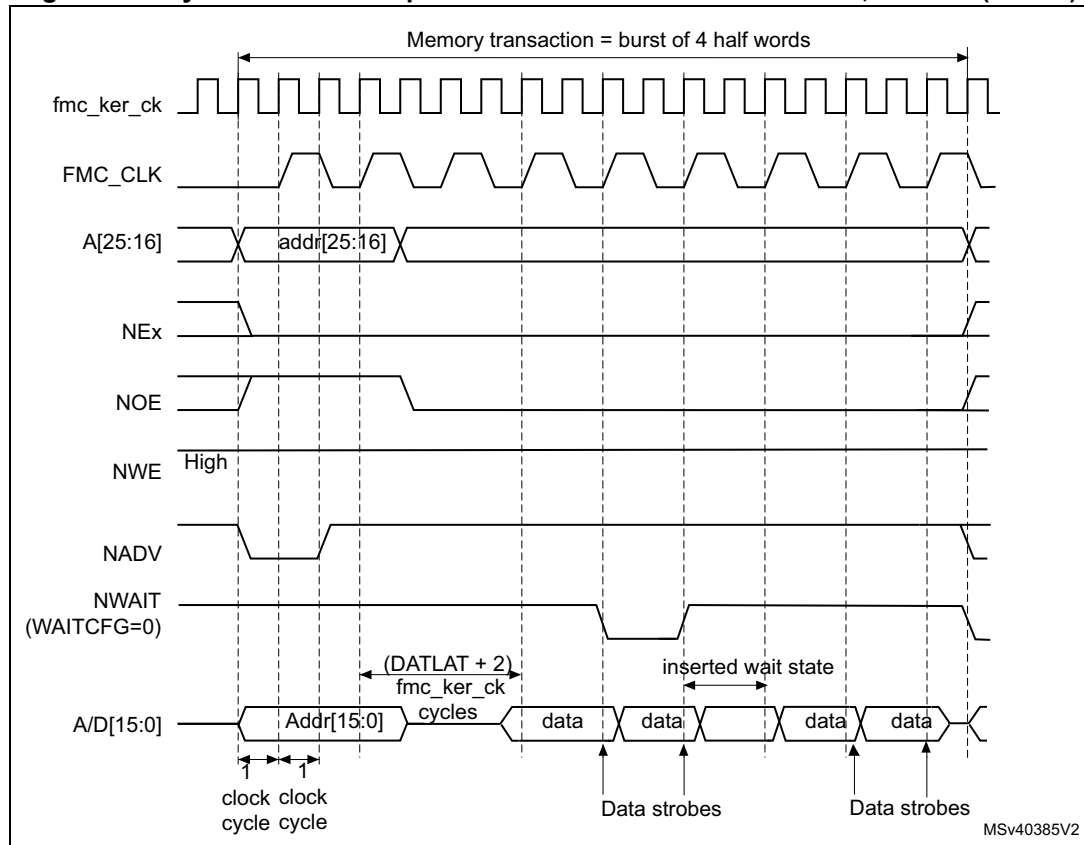 Memory transaction = burst of 4 half words
fmc_ker_ck
FMC_CLK
A[25:16]
addr[25:16]
NEx
NOE
High
NWE
NADV
NWAIT
(WAITCFG=0)
(DATLAT + 2)
fmc_ker_ck
cycles
inserted wait state
A/D[15:0]
Addr[15:0]
data
data
data
data
1
clock
cycle
1
clock
cycle
Data strobes
Data strobes
MSv40385V2